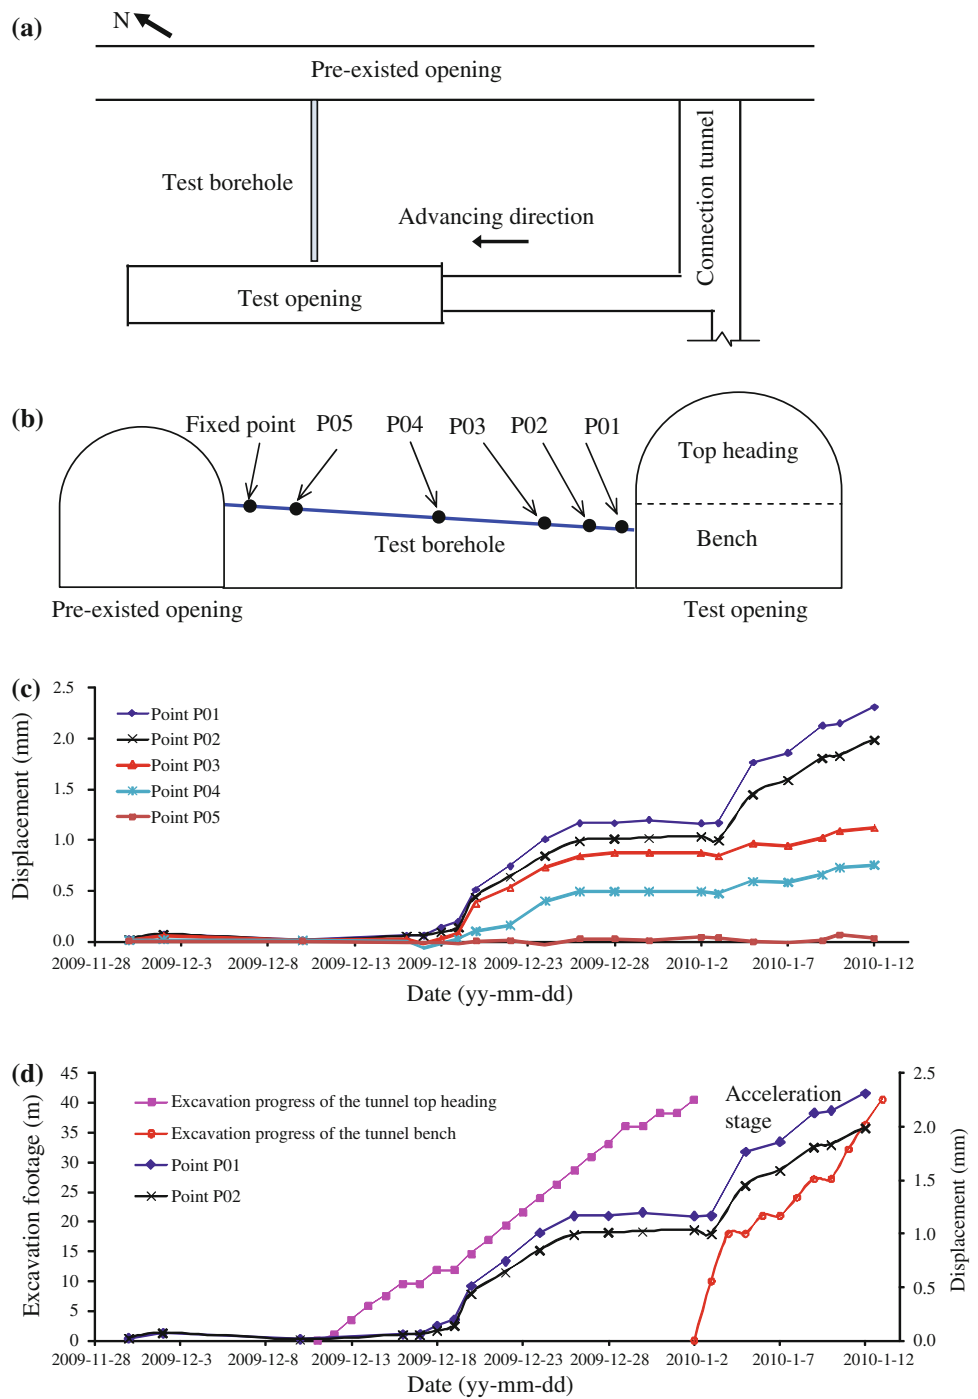 (a)
N
Pre-existed opening
Test borehole
Connection tunnel
Advancing direction
Test opening
(b)
Fixed point P05 P04 P03 P02 P01
Top heading
Test borehole
Bench
Pre-existed opening
Test opening
(c)
Displacement (mm)
2.5
2.0
1.5
1.0
0.5
0.0
Point P01
Point P02
Point P03
Point P04
Point P05
2009-11-28 2009-12-3 2009-12-8 2009-12-13 2009-12-18 2009-12-23 2009-12-28 2010-1-2 2010-1-7 2010-1-12
Date (yy-mm-dd)
(d)
Excavation footage (m)
45
40
35
30
25
20
15
10
5
0
Excavation progress of the tunnel top heading
Excavation progress of the tunnel bench
Point P01
Point P02
Acceleration
stage
2.5
2.0
1.5
1.0
0.5
0.0
Displacement (mm)
2009-11-28 2009-12-3 2009-12-8 2009-12-13 2009-12-18 2009-12-23 2009-12-28 2010-1-2 2010-1-7 2010-1-12
Date (yy-mm-dd)